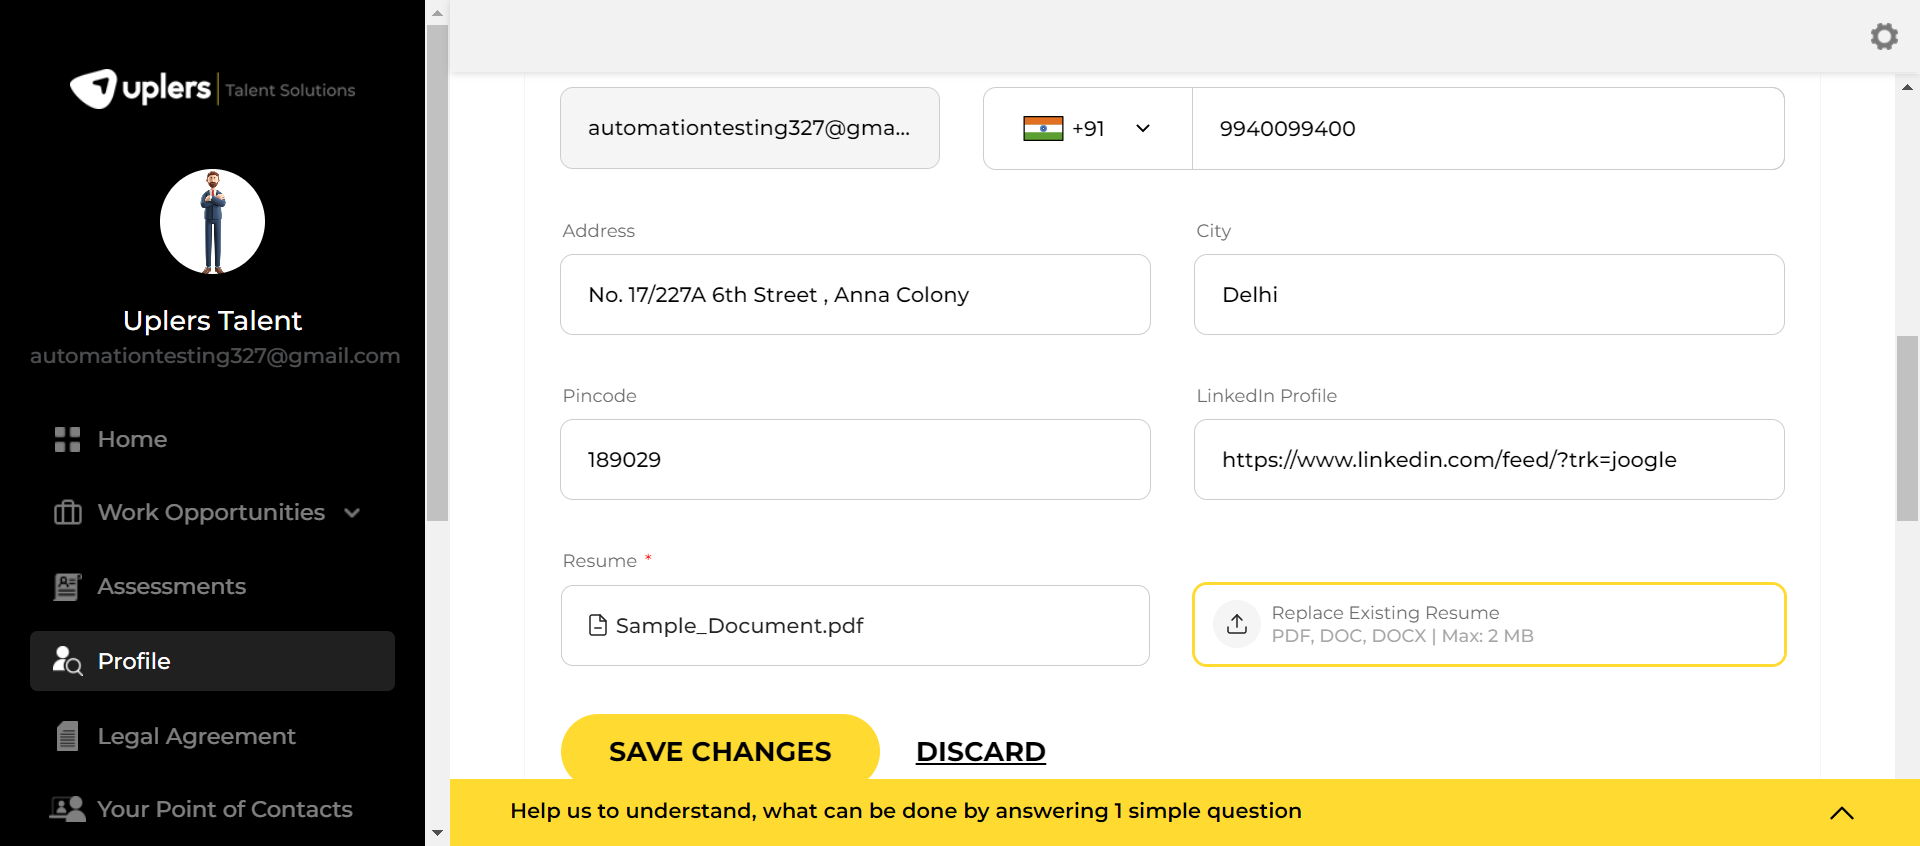 uplers | Talent Solutions
Uplers Talent
automationtesting327@gmail.com
Home
Work Opportunities
Assessments
Profile
Legal Agreement
Your Point of Contacts
automationtesting327@gma...
+91
9940099400
Address
City
No. 17/227A 6th Street , Anna Colony
Delhi
Pincode
LinkedIn Profile
189029
https://www.linkedin.com/feed/?trk=joogle
Resume *
Sample_Document.pdf
Replace Existing Resume
PDF, DOC, DOCX | Max: 2 MB
SAVE CHANGES
DISCARD
Help us to understand, what can be done by answering 1 simple question